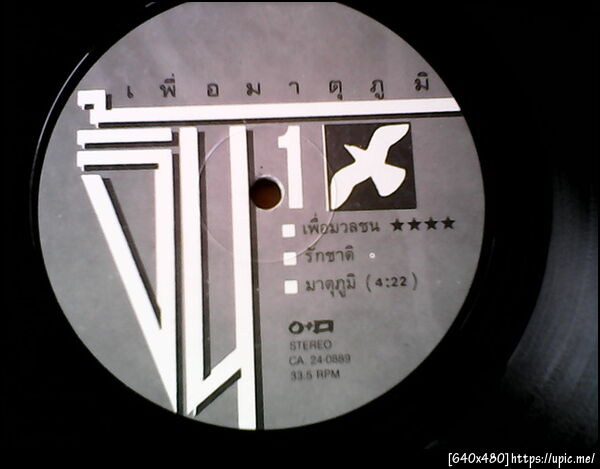 เพื่อมาตุภูมิ
1
เพื่อมวลชน ★★★★
รักชาติ
มาตุภูมิ (4:22)
STEREO
CA. 24-0889
33.5 RPM
[640x480]https://upic.me/